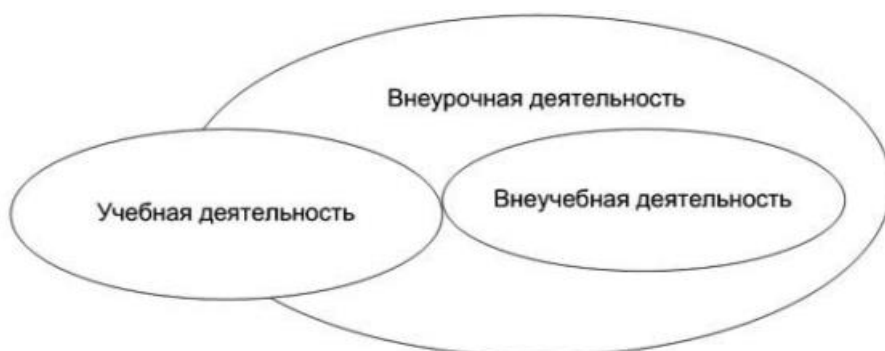 Внеурочная деятельность
Учебная деятельность
Внеучебная деятельность